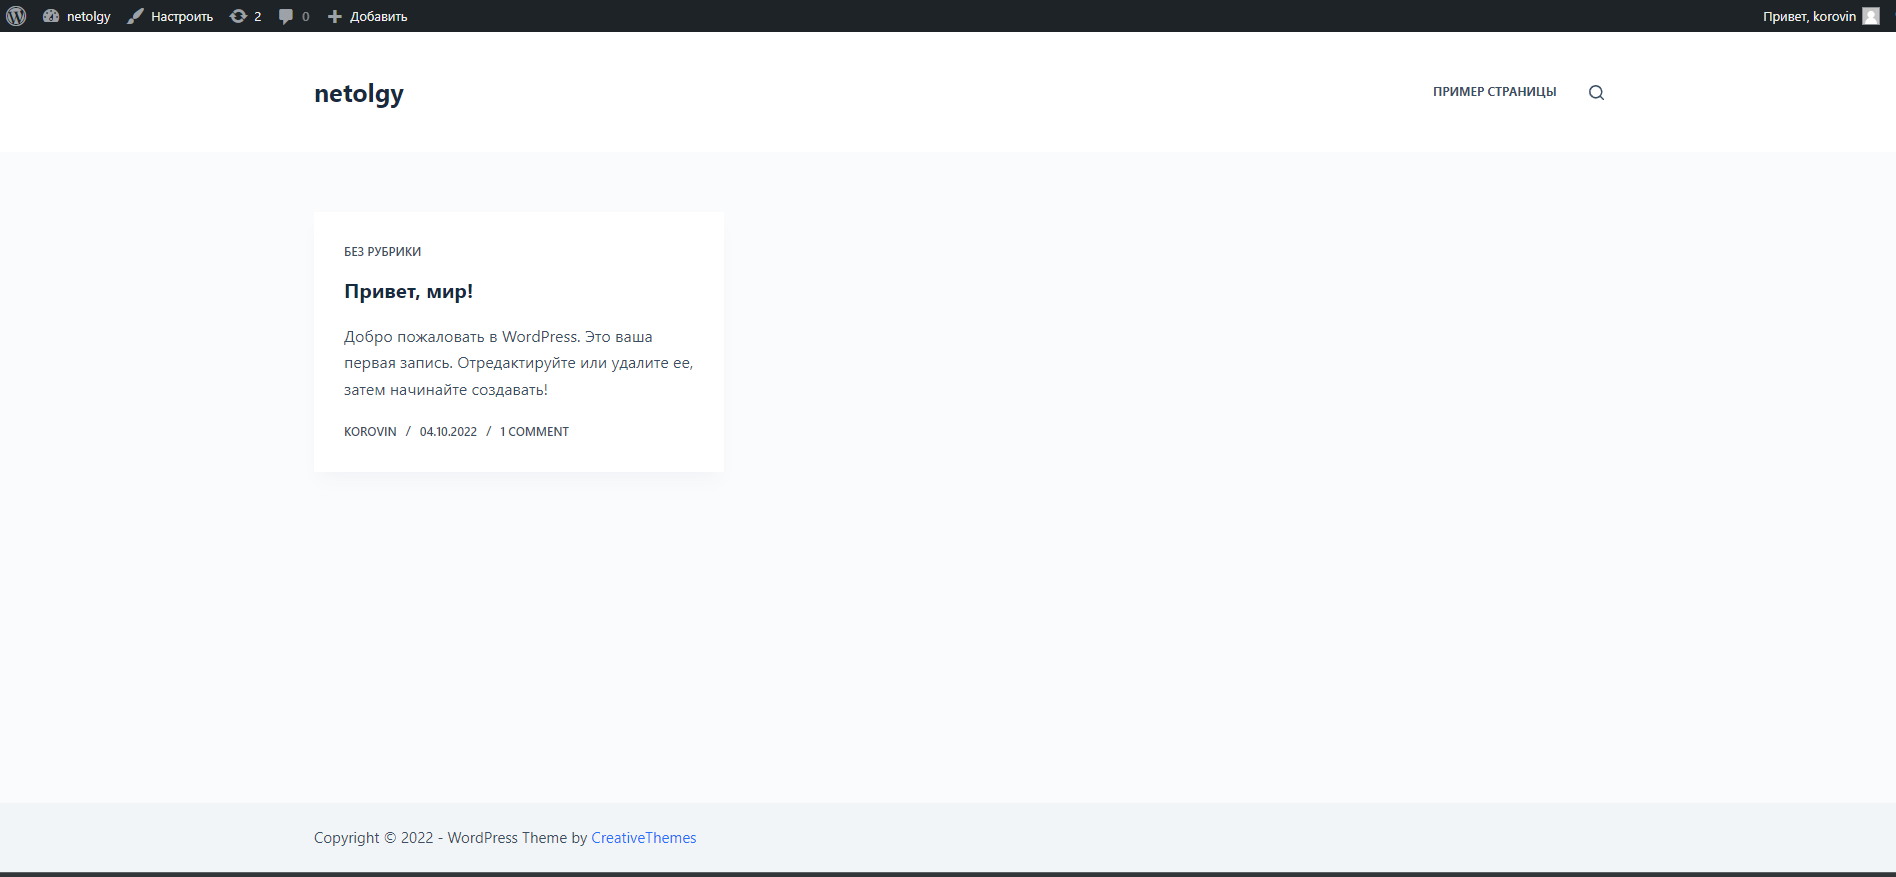 netolgy Настроить 2 0 Добавить Привет, korovin
netolgy
ПРИМЕР СТРАНИЦЫ
БЕЗ РУБРИКИ
Привет, мир!
Добро пожаловать в WordPress. Это ваша
первая запись. Отредактируйте или удалите ее,
затем начинайте создавать!
KOROVIN / 04.10.2022 / 1 COMMENT
Copyright © 2022 - WordPress Theme by CreativeThemes